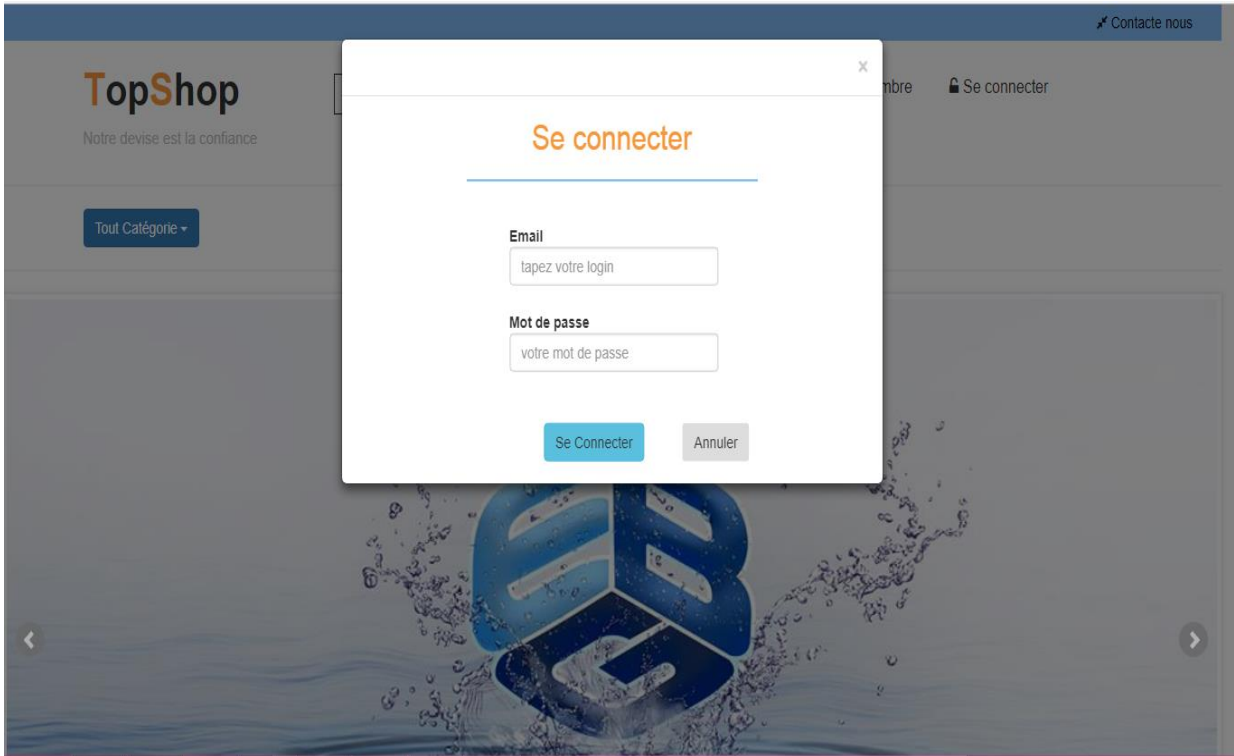 Contacte nous
TopShop
Se connecter
Notre devise est la confiance
Tout Catégorie
×
Se connecter
Email
tapez votre login
Mot de passe
votre mot de passe
Se Connecter
Annuler
EBG